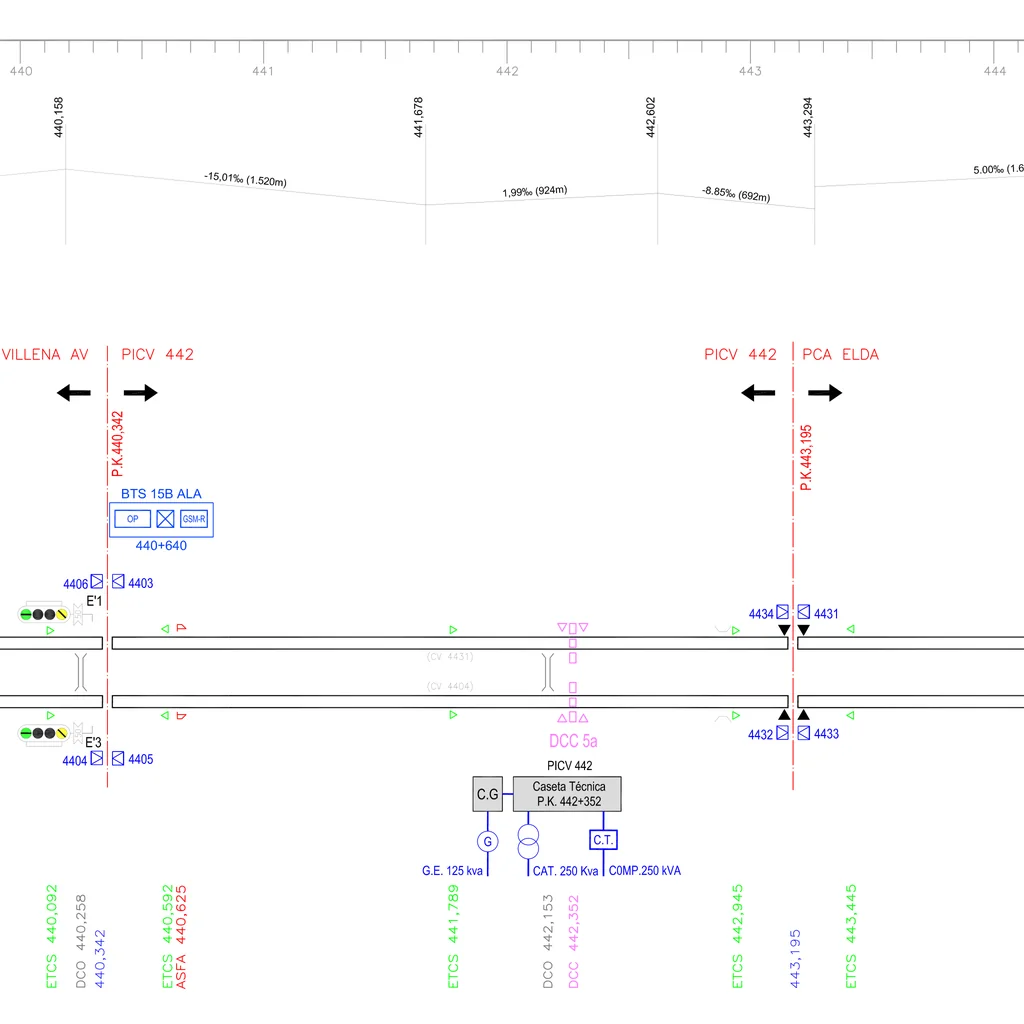 440
441
442
443
444
440,158
441,678
442,602
443,294
-15,01‰ (1.520m)
1,99‰ (924m)
-8.85‰ (692m)
5.00‰ (1.6
VILLENA AV
PICV 442
PICV 442
PCA ELDA
P.K.440,342
P.K.443,195
BTS 15B ALA
OP
GSM-R
440+640
4406
4403
4434
4431
E'1
(CV 4431)
(CV 4404)
E'3
4404
4405
4432
4433
DCC 5a
PICV 442
C.G
Caseta Técnica
P.K. 442+352
G
C.T.
G.E. 125 kva
CAT. 250 Kva
C0MP.250 kVA
ETCS 440,092
DCO 440,258
440,342
ETCS 440,592
ASFA 440,625
ETCS 441,789
DCO 442,153
DCC 442,352
ETCS 442,945
443,195
ETCS 443,445